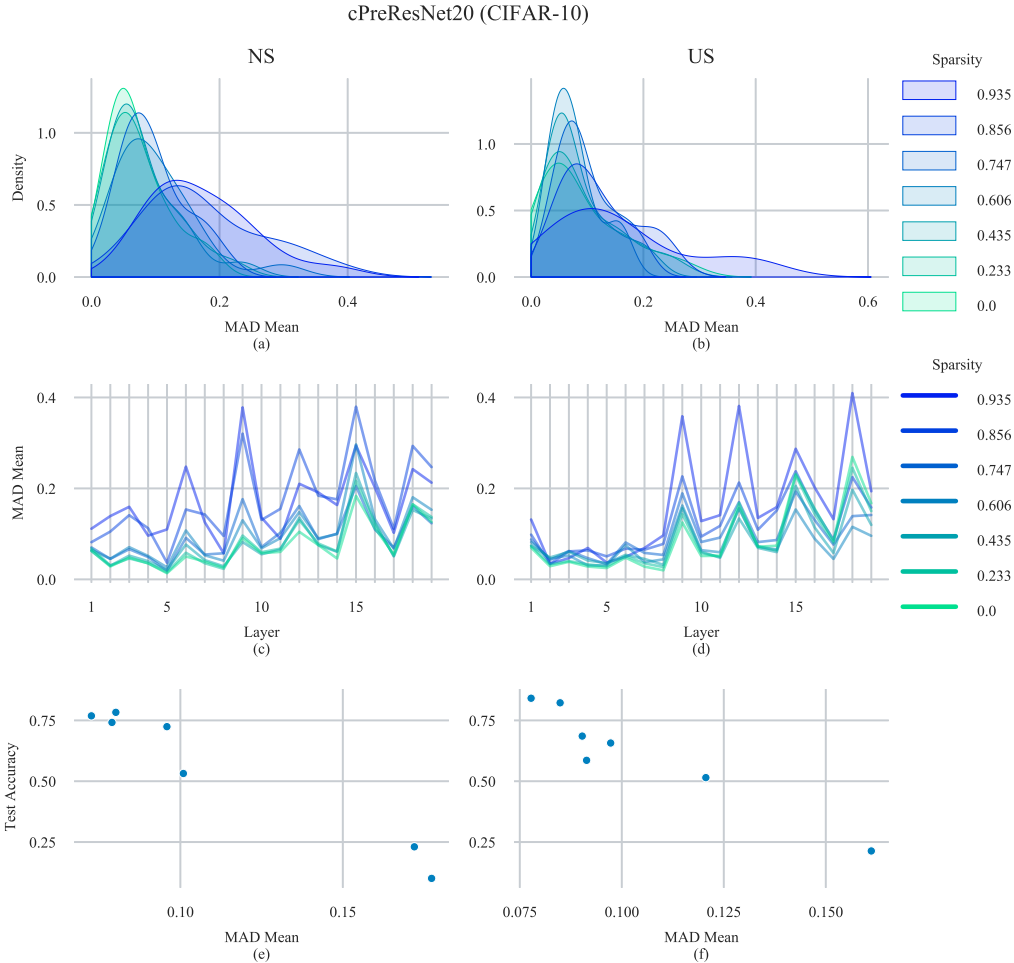 cPreResNet20 (CIFAR-10)
NS
US
Sparsity
0.935
0.856
0.747
0.606
0.435
0.233
0.0
Density
1.0
0.5
0.0
0.0 0.2 0.4
MAD Mean
(a)
1.0
0.5
0.0
0.0 0.2 0.4 0.6
MAD Mean
(b)
Sparsity
0.935
0.856
0.747
0.606
0.435
0.233
0.0
MAD Mean
0.4
0.2
0.0
1 5 10 15
Layer
(c)
0.4
0.2
0.0
1 5 10 15
Layer
(d)
Test Accuracy
0.75
0.50
0.25
0.10 0.15
MAD Mean
(e)
0.75
0.50
0.25
0.075 0.100 0.125 0.150
MAD Mean
(f)